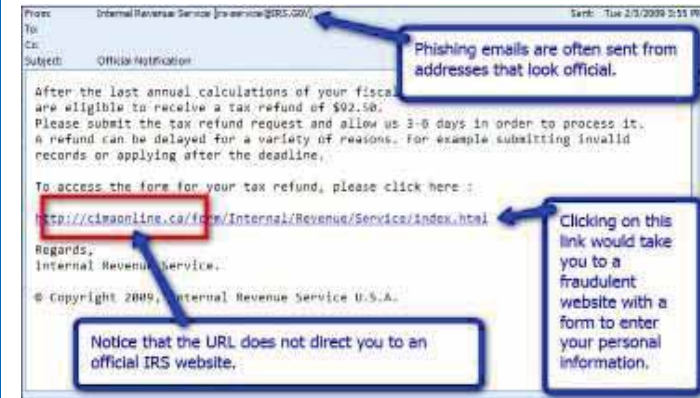 From: Internal Revenue Service [irs-service@IRS.GOV]
Sent: Tue 2/3/2009 3:55 PM
To:
Cc:
Subject: Official Notification
Phishing emails are often sent from
addresses that look official.
After the last annual calculations of your fiscal
are eligible to receive a tax refund of $92.50.
Please submit the tax refund request and allow us 3-6 days in order to process it.
A refund can be delayed for a variety of reasons. For example submitting invalid
records or applying after the deadline.
To access the form for your tax refund, please click here :
http://cimaonline.ca/form/Internal/Revenue/Service/index.html
Clicking on this
link would take
you to a
fraudulent
website with a
form to enter
your personal
information.
Regards,
Internal Revenue Service.
© Copyright 2009, Internal Revenue Service U.S.A.
Notice that the URL does not direct you to an
official IRS website.